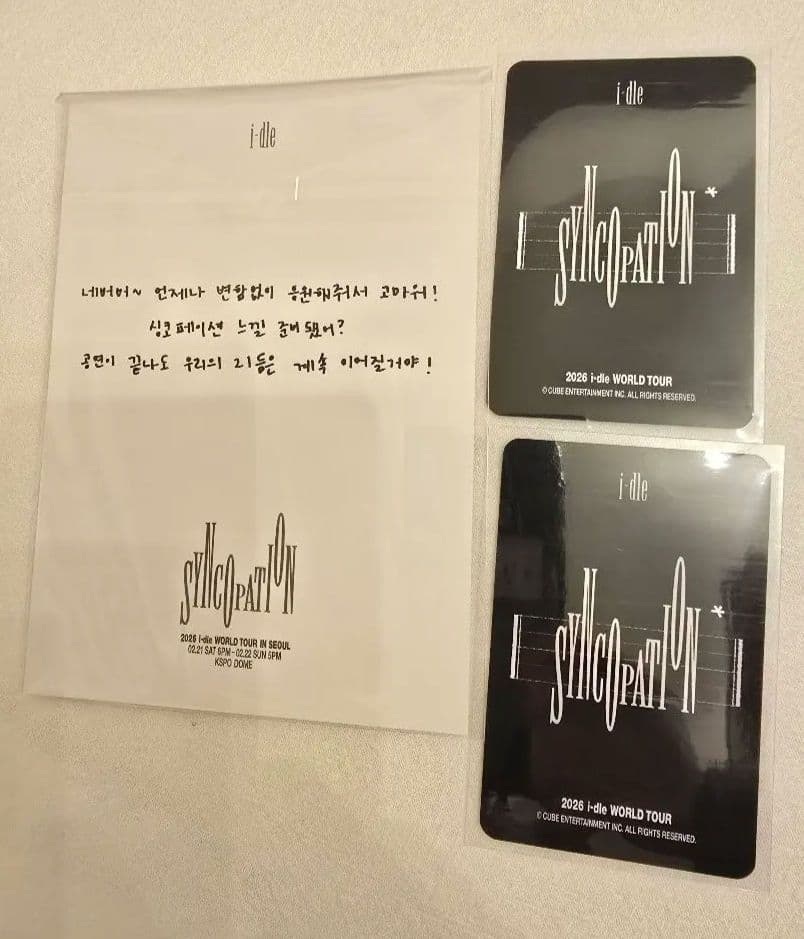 i-dle
네버버~ 언제나 변함없이 응원해줘서 고마워!
싱코페이션 느낄 준비 됐어?
공연이 끝나도 우리의 리듬은 계속 이어질거야!
SYNCOPATION
2026 i-dle WORLD TOUR IN SEOUL
02.21 SAT 6PM - 02.22 SUN 5PM
KSPO DOME
i-dle
SYNCOPATION*
2026 i-dle WORLD TOUR
© CUBE ENTERTAINMENT INC. ALL RIGHTS RESERVED.
i-dle
SYNCOPATION*
2026 i-dle WORLD TOUR
© CUBE ENTERTAINMENT INC. ALL RIGHTS RESERVED.